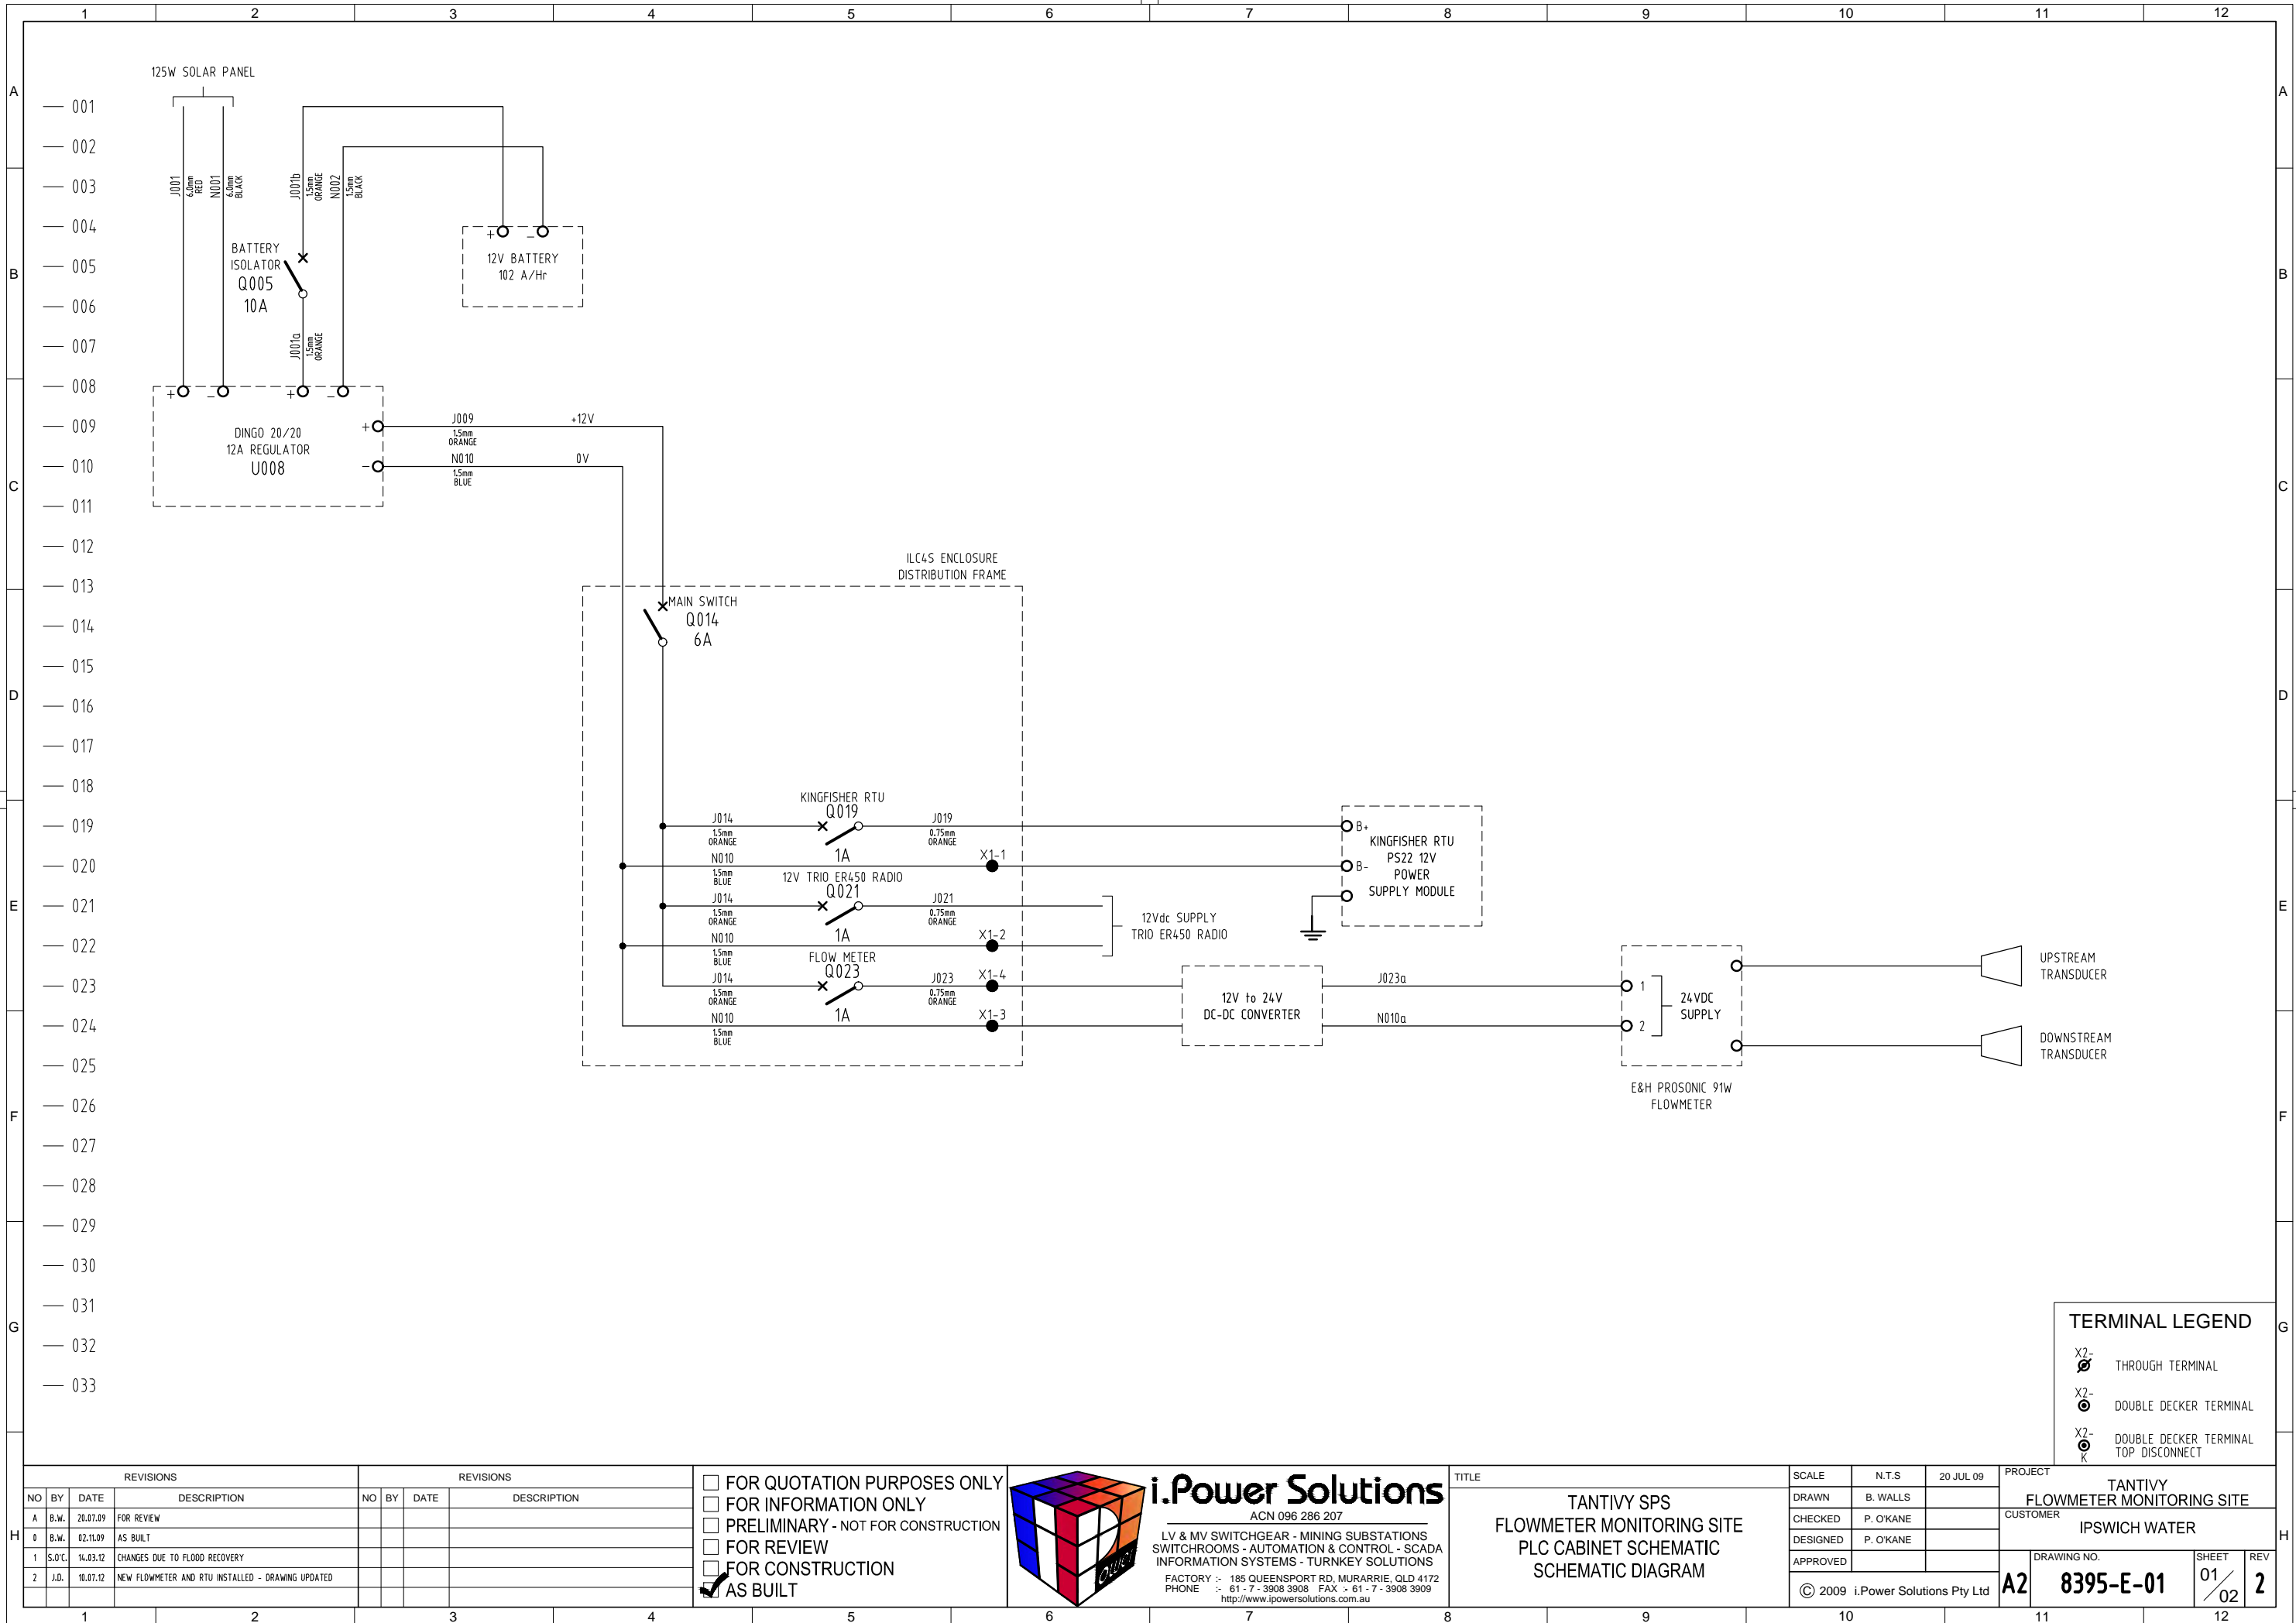 1 2 3 4 5 6 7 8 9 10 11 12
A A
B B
C C
D D
E E
F F
G G
H H
001
002
003
004
005
006
007
008
009
010
011
012
013
014
015
016
017
018
019
020
021
022
023
024
025
026
027
028
029
030
031
032
033
125W SOLAR PANEL
J001
6.0mm
RED
N001
6.0mm
BLACK
J001b
1.5mm
ORANGE
N002
1.5mm
BLACK
BATTERY
ISOLATOR
Q005
10A
J001a
1.5mm
ORANGE
+ -
12V BATTERY
102 A/Hr
+ - + -
DINGO 20/20
12A REGULATOR
U008
+
-
J009
1.5mm
ORANGE
+12V
N010
1.5mm
BLUE
0V
ILC4S ENCLOSURE
DISTRIBUTION FRAME
MAIN SWITCH
Q014
6A
KINGFISHER RTU
Q019
1A
J014
1.5mm
ORANGE
J019
0.75mm
ORANGE
N010
1.5mm
BLUE
X1-1
12V TRIO ER450 RADIO
Q021
1A
J014
1.5mm
ORANGE
J021
0.75mm
ORANGE
N010
1.5mm
BLUE
X1-2
FLOW METER
Q023
1A
J014
1.5mm
ORANGE
J023
0.75mm
ORANGE
X1-4
N010
1.5mm
BLUE
X1-3
12Vdc SUPPLY
TRIO ER450 RADIO
B+
B-
KINGFISHER RTU
PS22 12V
POWER
SUPPLY MODULE
12V to 24V
DC-DC CONVERTER
J023a
N010a
1
2
24VDC
SUPPLY
E&H PROSONIC 91W
FLOWMETER
UPSTREAM
TRANSDUCER
DOWNSTREAM
TRANSDUCER
TERMINAL LEGEND
X2-
THROUGH TERMINAL
X2-
DOUBLE DECKER TERMINAL
X2-
K
DOUBLE DECKER TERMINAL
TOP DISCONNECT
REVISIONS
NO BY DATE DESCRIPTION
A B.W. 20.07.09 FOR REVIEW
0 B.W. 02.11.09 AS BUILT
1 S.O'C. 14.03.12 CHANGES DUE TO FLOOD RECOVERY
2 J.D. 10.07.12 NEW FLOWMETER AND RTU INSTALLED - DRAWING UPDATED
REVISIONS
NO BY DATE DESCRIPTION
FOR QUOTATION PURPOSES ONLY
FOR INFORMATION ONLY
PRELIMINARY - NOT FOR CONSTRUCTION
FOR REVIEW
FOR CONSTRUCTION
AS BUILT
i.Power Solutions
ACN 096 286 207
LV & MV SWITCHGEAR - MINING SUBSTATIONS
SWITCHROOMS - AUTOMATION & CONTROL - SCADA
INFORMATION SYSTEMS - TURNKEY SOLUTIONS
FACTORY :- 185 QUEENSPORT RD, MURARRIE, QLD 4172
PHONE :- 61 - 7 - 3908 3908 FAX :- 61 - 7 - 3908 3909
http://www.ipowersolutions.com.au
TITLE
TANTIVY SPS
FLOWMETER MONITORING SITE
PLC CABINET SCHEMATIC
SCHEMATIC DIAGRAM
SCALE N.T.S 20 JUL 09
DRAWN B. WALLS
CHECKED P. O'KANE
DESIGNED P. O'KANE
APPROVED
© 2009 i.Power Solutions Pty Ltd
PROJECT
TANTIVY
FLOWMETER MONITORING SITE
CUSTOMER
IPSWICH WATER
A2
DRAWING NO.
8395-E-01
SHEET
01/02
REV
2
1 2 3 4 5 6 7 8 9 10 11 12